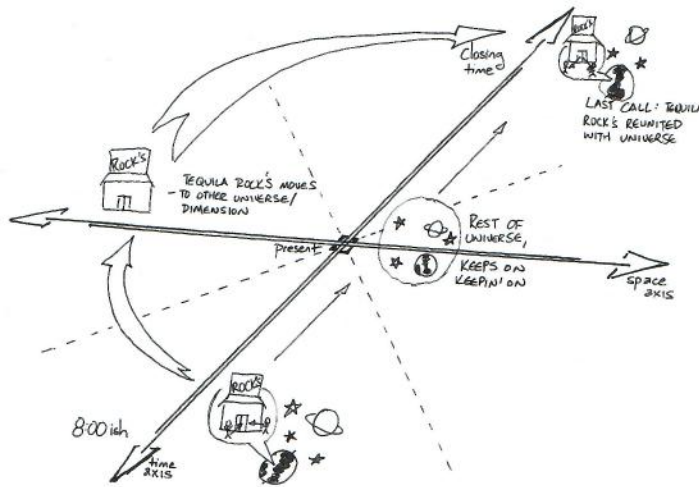 ROCK'S
Closing
time
LAST CALL: TEQUILA
ROCK'S REUNITED
WITH UNIVERSE
ROCK'S
TEQUILA ROCK'S MOVES
TO OTHER UNIVERSE/
DIMENSION
present
REST OF
UNIVERSE,
KEEPS ON
KEEPIN' ON
space
axis
ROCK'S
8:00ish
time
axis